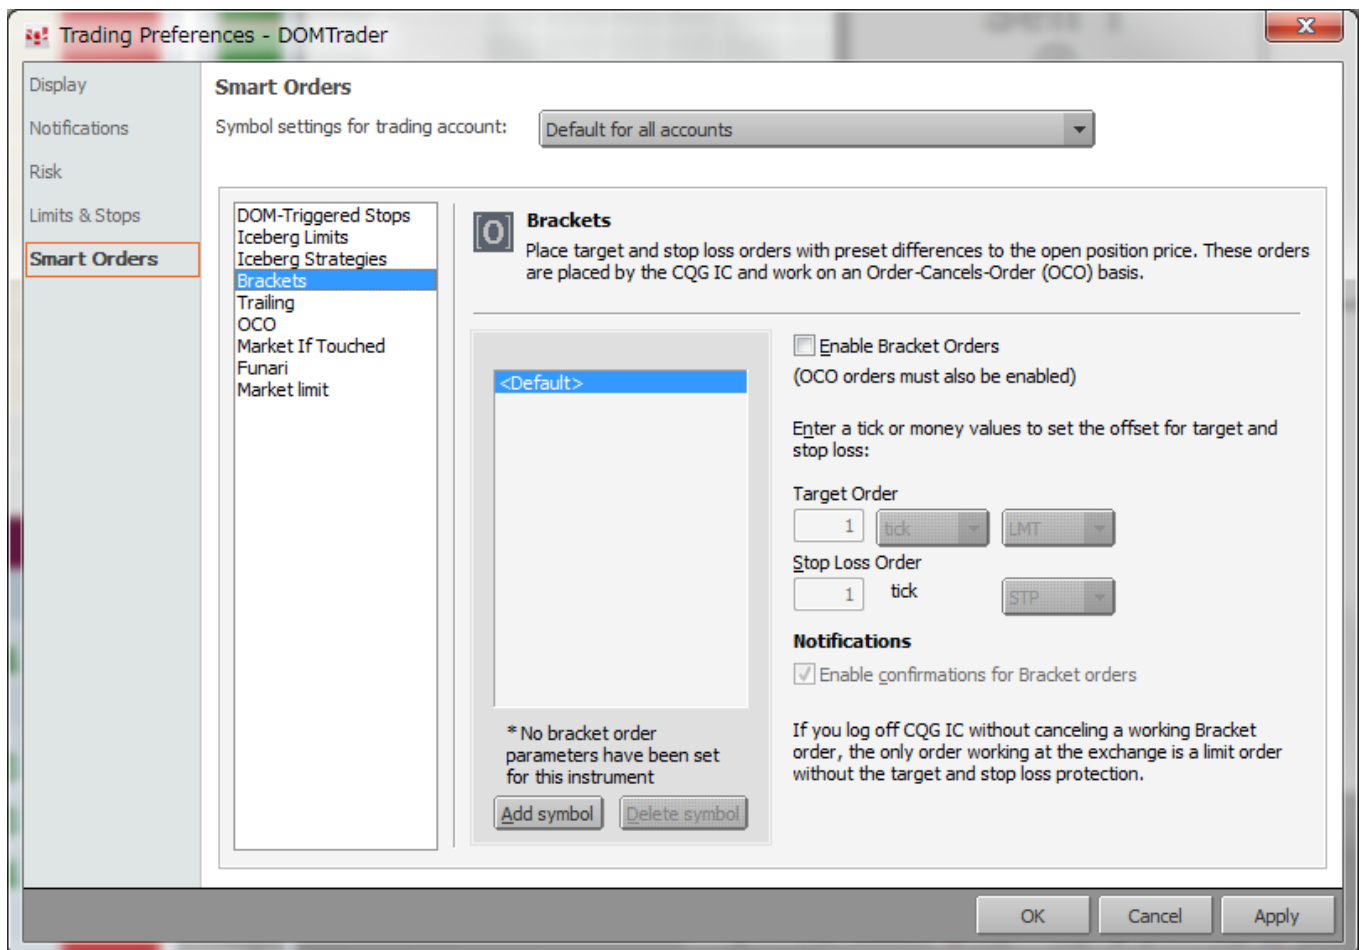 Trading Preferences - DOMTrader
X
Display
Notifications
Risk
Limits & Stops
Smart Orders
Smart Orders
Symbol settings for trading account:
Default for all accounts
DOM-Triggered Stops
Iceberg Limits
Iceberg Strategies
Brackets
Trailing
OCO
Market If Touched
Funari
Market limit
[O]
Brackets
Place target and stop loss orders with preset differences to the open position price. These orders
are placed by the CQG IC and work on an Order-Cancels-Order (OCO) basis.
<Default>
* No bracket order
parameters have been set
for this instrument
Add symbol
Delete symbol
Enable Bracket Orders
(OCO orders must also be enabled)
Enter a tick or money values to set the offset for target and
stop loss:
Target Order
1 tick LMT
Stop Loss Order
1 tick STP
Notifications
Enable confirmations for Bracket orders
If you log off CQG IC without canceling a working Bracket
order, the only order working at the exchange is a limit order
without the target and stop loss protection.
OK Cancel Apply